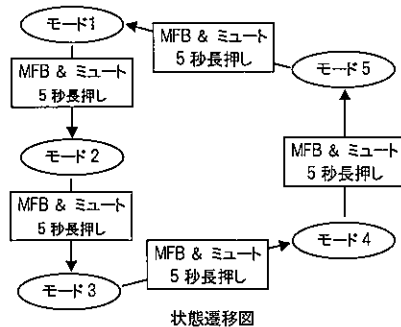 モード1
MFB & ミュート
5 秒長押し
モード 2
MFB & ミュート
5 秒長押し
モード 3
MFB & ミュート
5 秒長押し
モード 4
MFB & ミュート
5 秒長押し
モード 5
MFB & ミュート
5 秒長押し
状態遷移図